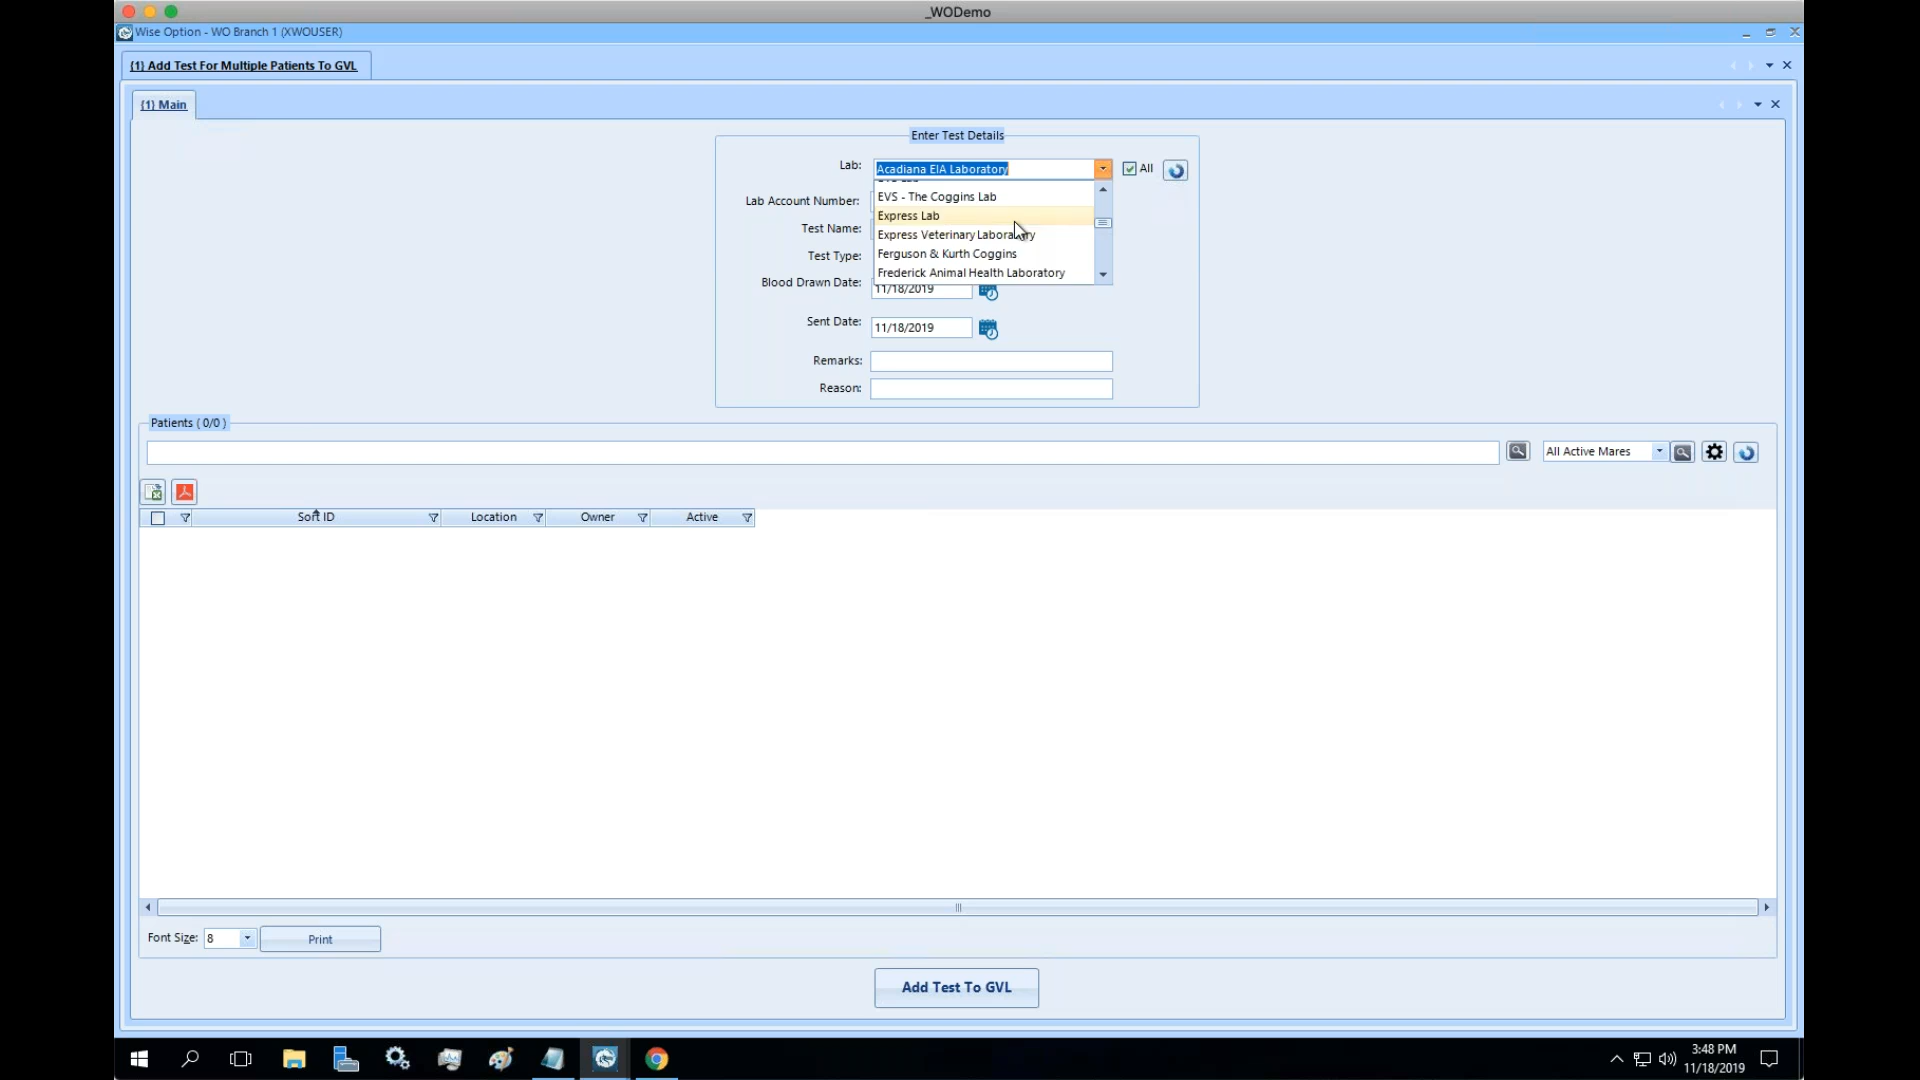 _WODemo
Wise Option - WO Branch 1 (XWOUSER)
{1} Add Test For Multiple Patients To GVL
{1} Main
Enter Test Details
Lab: Acadiana EIA Laboratory All
EVS - The Coggins Lab
Lab Account Number:
Express Lab
Test Name:
Express Veterinary Laboratory
Test Type:
Ferguson & Kurth Coggins
Frederick Animal Health Laboratory
Blood Drawn Date: 11/18/2019
Sent Date: 11/18/2019
Remarks:
Reason:
Patients ( 0/0 )
All Active Mares
Sort ID Location Owner Active
Font Size: 8 Print
Add Test To GVL
3:48 PM
11/18/2019